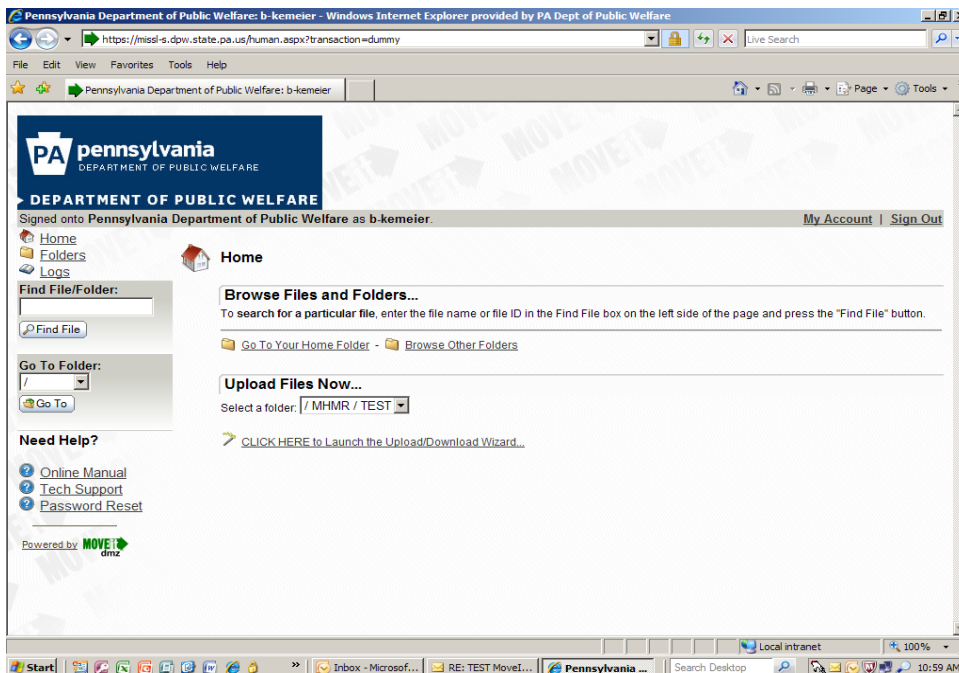 Pennsylvania Department of Public Welfare: b-kemeier - Windows Internet Explorer provided by PA Dept of Public Welfare
https://missl-s.dpw.state.pa.us/human.aspx?transaction=dummy
Live Search
File Edit View Favorites Tools Help
Pennsylvania Department of Public Welfare: b-kemeier
Page Tools
PA pennsylvania
DEPARTMENT OF PUBLIC WELFARE
DEPARTMENT OF PUBLIC WELFARE
Signed onto Pennsylvania Department of Public Welfare as b-kemeier.
My Account | Sign Out
Home
Folders
Logs
Find File/Folder:
Find File
Go To Folder:
/
Go To
Need Help?
Online Manual
Tech Support
Password Reset
Powered by MOVEit dmz
Home
Browse Files and Folders...
To search for a particular file, enter the file name or file ID in the Find File box on the left side of the page and press the "Find File" button.
Go To Your Home Folder - Browse Other Folders
Upload Files Now...
Select a folder: / MHMR / TEST
CLICK HERE to Launch the Upload/Download Wizard...
Local intranet
100%
Start
Inbox - Microsof...
RE: TEST MoveI...
Pennsylvania ...
Search Desktop
10:59 AM